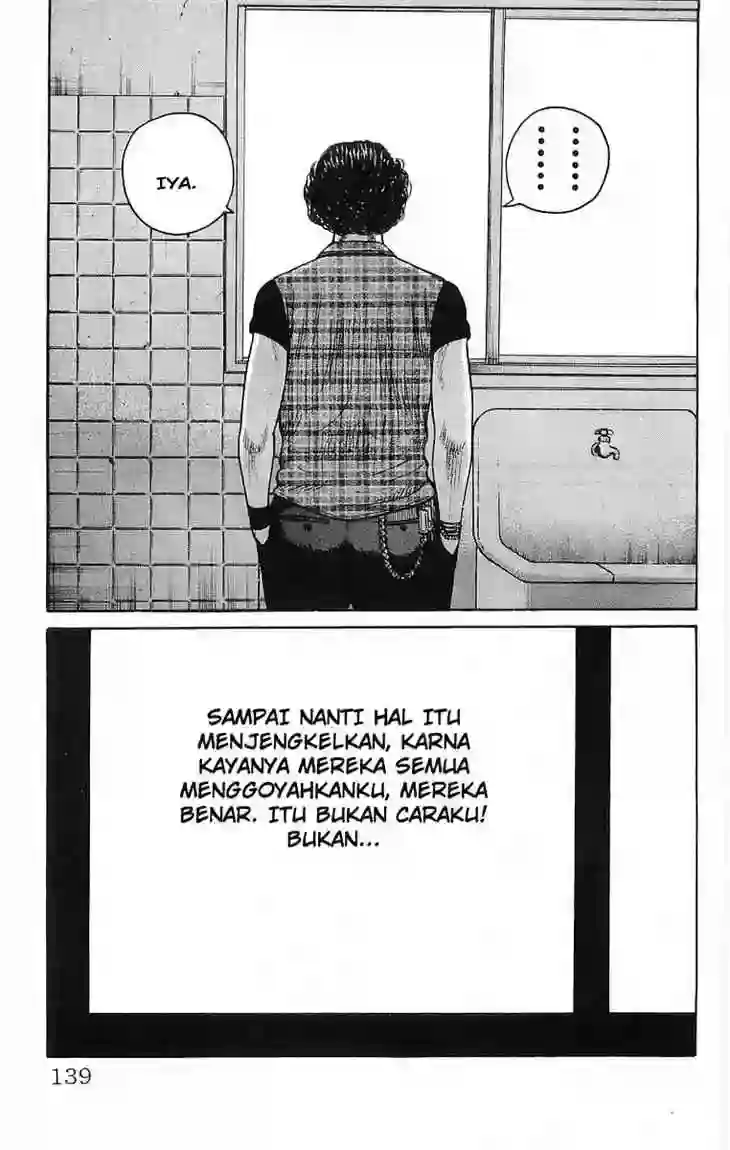 IYA.
SAMPAI NANTI HAL ITU
MENJENGKELKAN, KARNA
KAYANYA MEREKA SEMUA
MENGGOYAHKANKU, MEREKA
BENAR. ITU BUKAN CARAKU!
BUKAN...
139